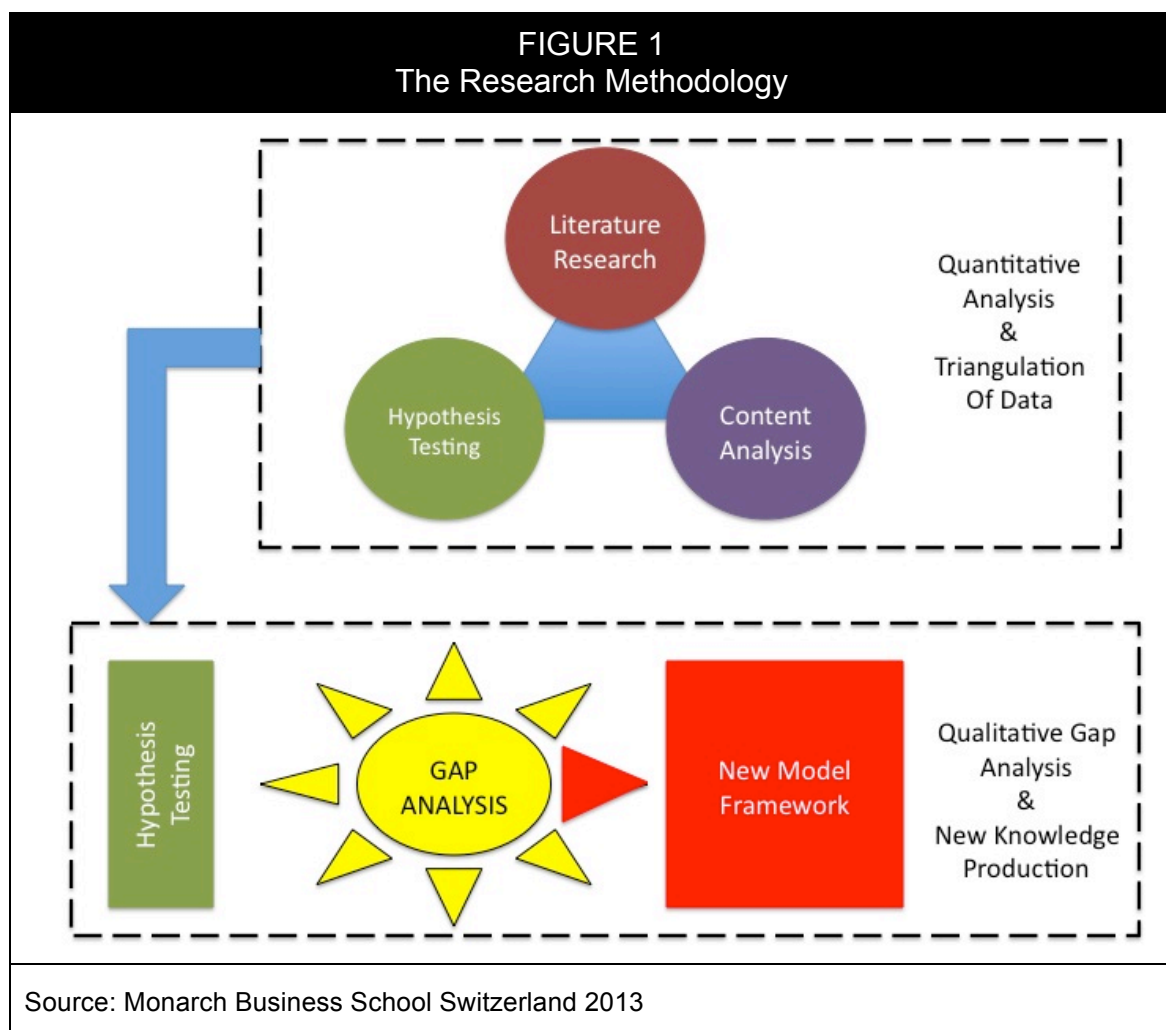 FIGURE 1
The Research Methodology
Literature
Research
Hypothesis
Testing
Content
Analysis
Quantitative
Analysis
&
Triangulation
Of Data
Hypothesis
Testing
GAP
ANALYSIS
New Model
Framework
Qualitative Gap
Analysis
&
New Knowledge
Production
Source: Monarch Business School Switzerland 2013